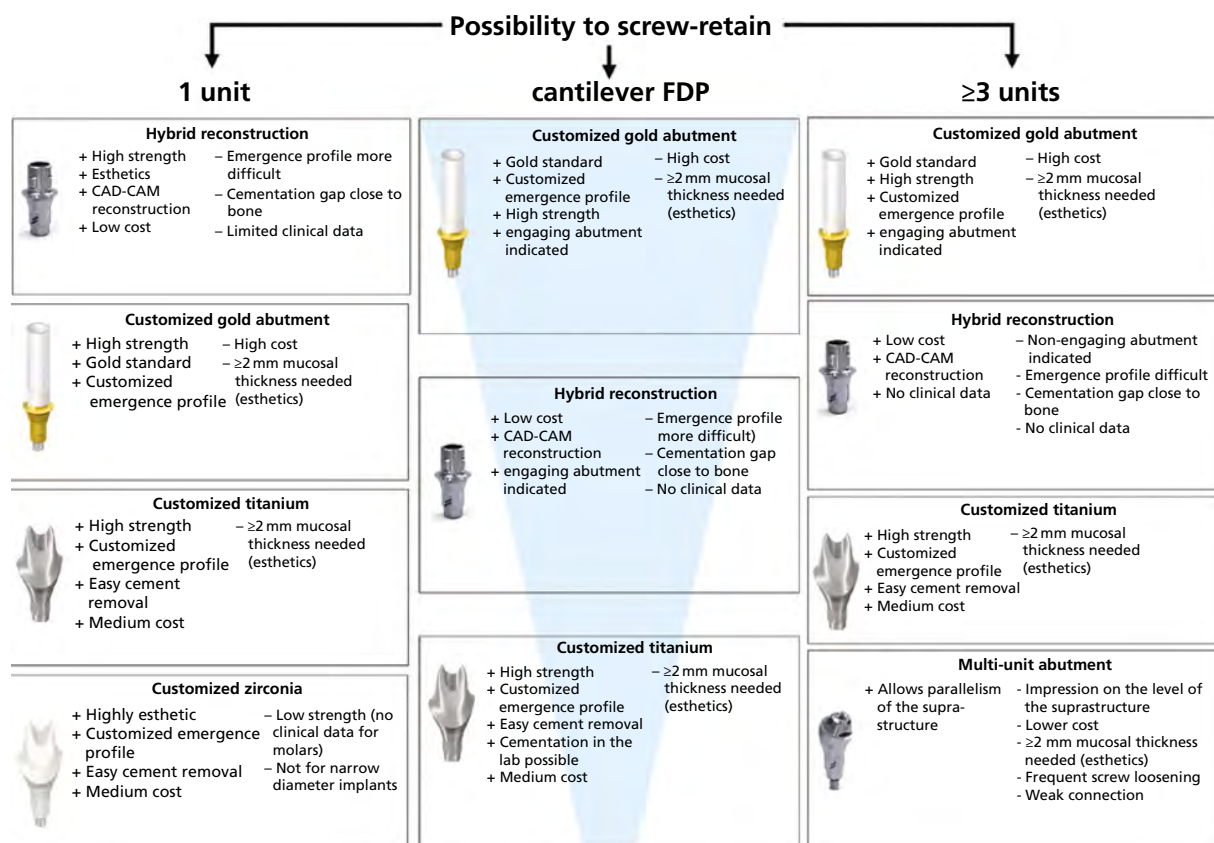 Possibility to screw-retain
1 unit
cantilever FDP
≥3 units
Hybrid reconstruction
+ High strength
+ Esthetics
+ CAD-CAM
reconstruction
+ Low cost
– Emergence profile more
difficult
– Cementation gap close to
bone
– Limited clinical data
Customized gold abutment
+ High strength
+ Gold standard
+ Customized
emergence profile
– High cost
– ≥2 mm mucosal
thickness needed
(esthetics)
Customized titanium
+ High strength
+ Customized
emergence profile
+ Easy cement
removal
+ Medium cost
– ≥2 mm mucosal
thickness needed
(esthetics)
Customized zirconia
+ Highly esthetic
+ Customized emergence
profile
+ Easy cement removal
+ Medium cost
– Low strength (no
clinical data for
molars)
– Not for narrow
diameter implants
Customized gold abutment
+ Gold standard
+ Customized
emergence profile
+ High strength
+ engaging abutment
indicated
– High cost
– ≥2 mm mucosal
thickness needed
(esthetics)
Hybrid reconstruction
+ Low cost
+ CAD-CAM
reconstruction
+ engaging abutment
indicated
– Emergence profile
more difficult)
– Cementation gap
close to bone
– No clinical data
Customized titanium
+ High strength
+ Customized
emergence profile
+ Easy cement removal
+ Cementation in the
lab possible
+ Medium cost
– ≥2 mm mucosal
thickness needed
(esthetics)
Customized gold abutment
+ Gold standard
+ High strength
+ Customized
emergence profile
+ engaging abutment
indicated
– High cost
– ≥2 mm mucosal
thickness needed
(esthetics)
Hybrid reconstruction
+ Low cost
+ CAD-CAM
reconstruction
+ No clinical data
– Non-engaging abutment
indicated
- Emergence profile difficult
- Cementation gap close to
bone
- No clinical data
Customized titanium
+ High strength
+ Customized
emergence profile
+ Easy cement removal
+ Medium cost
– ≥2 mm mucosal
thickness needed
(esthetics)
Multi-unit abutment
+ Allows parallelism
of the supra-
structure
- Impression on the level of
the suprastructure
- Lower cost
- ≥2 mm mucosal thickness
needed (esthetics)
- Frequent screw loosening
- Weak connection